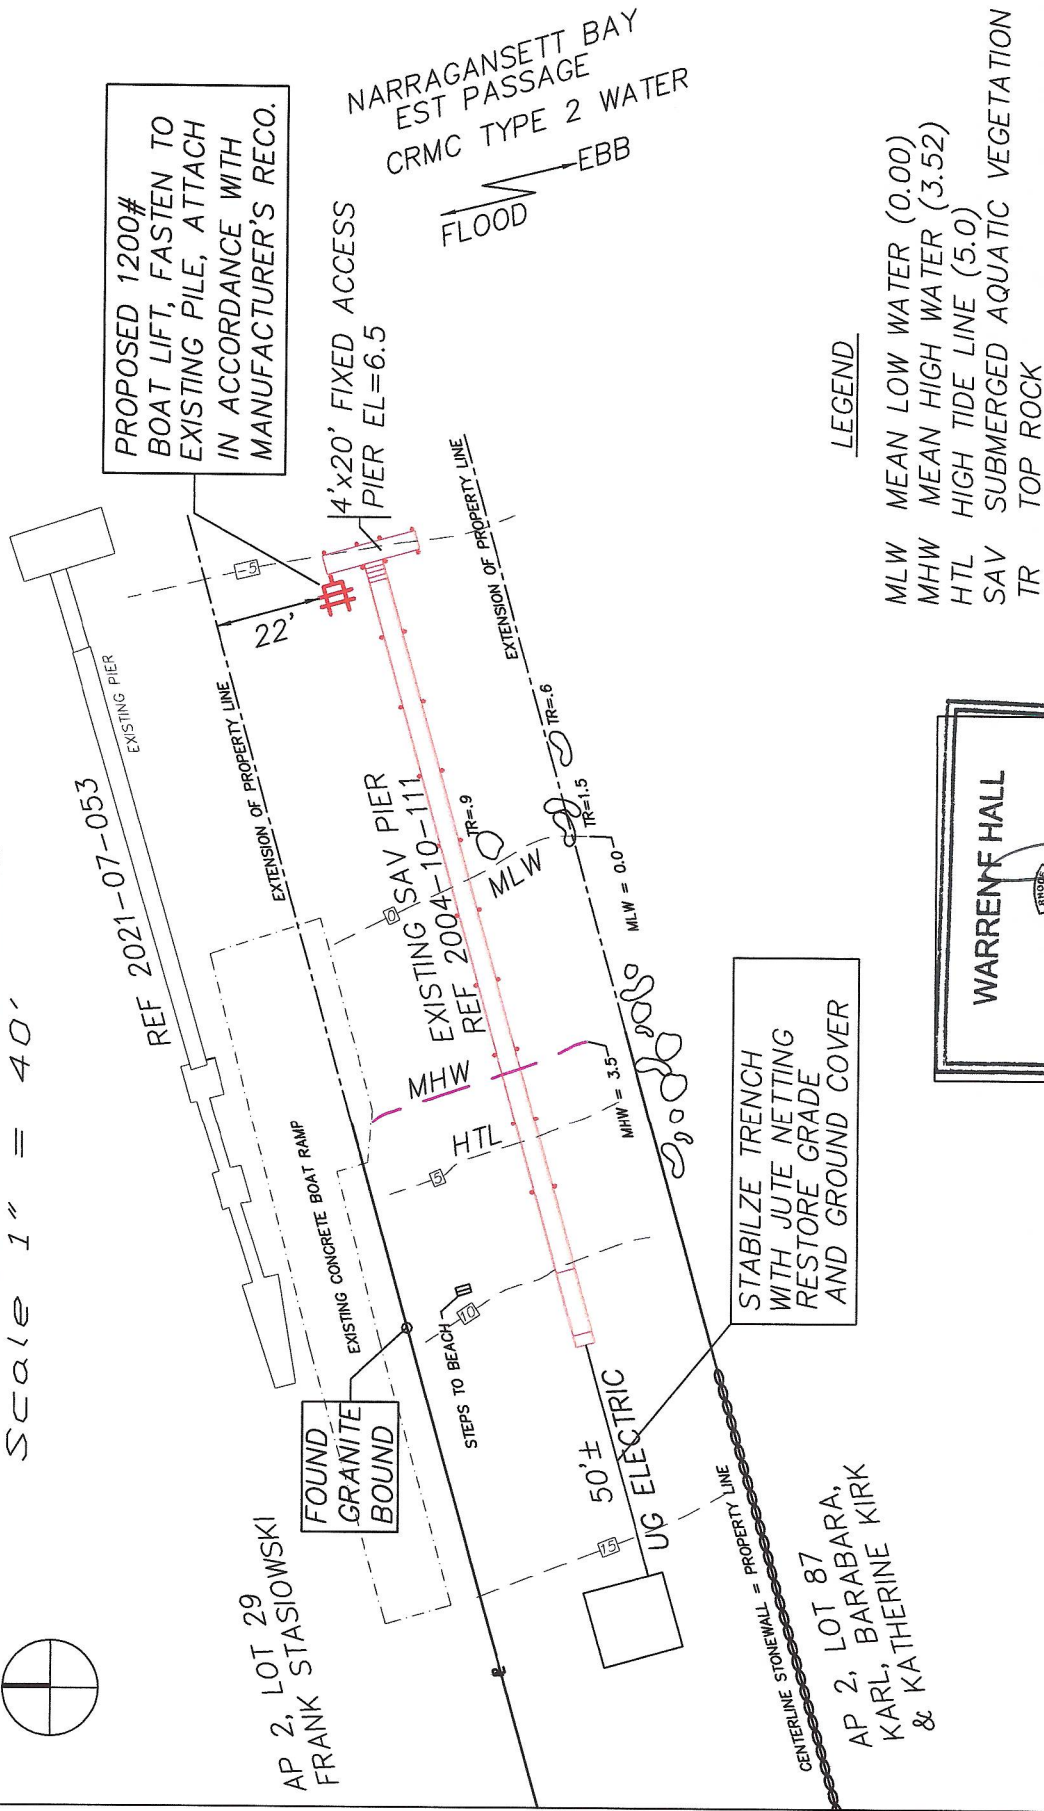 Scale 1" = 40'
PROPOSED 1200#
BOAT LIFT, FASTEN TO
EXISTING PILE, ATTACH
IN ACCORDANCE WITH
MANUFACTURER'S RECO.
NARRAGANSETT BAY
EST PASSAGE
CRMC TYPE 2 WATER
EBB
FLOOD
4'x20' FIXED ACCESS
PIER EL=6.5
REF 2021-07-053
EXISTING PIER
-5
22'
EXTENSION OF PROPERTY LINE
EXTENSION OF PROPERTY LINE
EXTENSION OF PROPERTY LINE
EXISTING SAV PIER
REF 2004-10-111
TR=.9
TR=.6
TR=1.5
0
MLW
MLW = 0.0
MHW
MHW = 3.5
HTL
5
EXISTING CONCRETE BOAT RAMP
FOUND
GRANITE
BOUND
STEPS TO BEACH
10
50'±
UG ELECTRIC
15
STABILZE TRENCH
WITH JUTE NETTING
RESTORE GRADE
AND GROUND COVER
AP 2, LOT 29
FRANK STASIOWSKI
CENTERLINE STONEWALL = PROPERTY LINE
AP 2, LOT 87
KARL, BARABARA,
& KATHERINE KIRK
LEGEND
MLW MEAN LOW WATER (0.00)
MHW MEAN HIGH WATER (3.52)
HTL HIGH TIDE LINE (5.0)
SAV SUBMERGED AQUATIC VEGETATION
TR TOP ROCK
WARREN F HALL